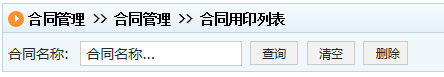 合同管理 >> 合同管理 >> 合同用印列表
合同名称: 合同名称... 查询 清空 删除